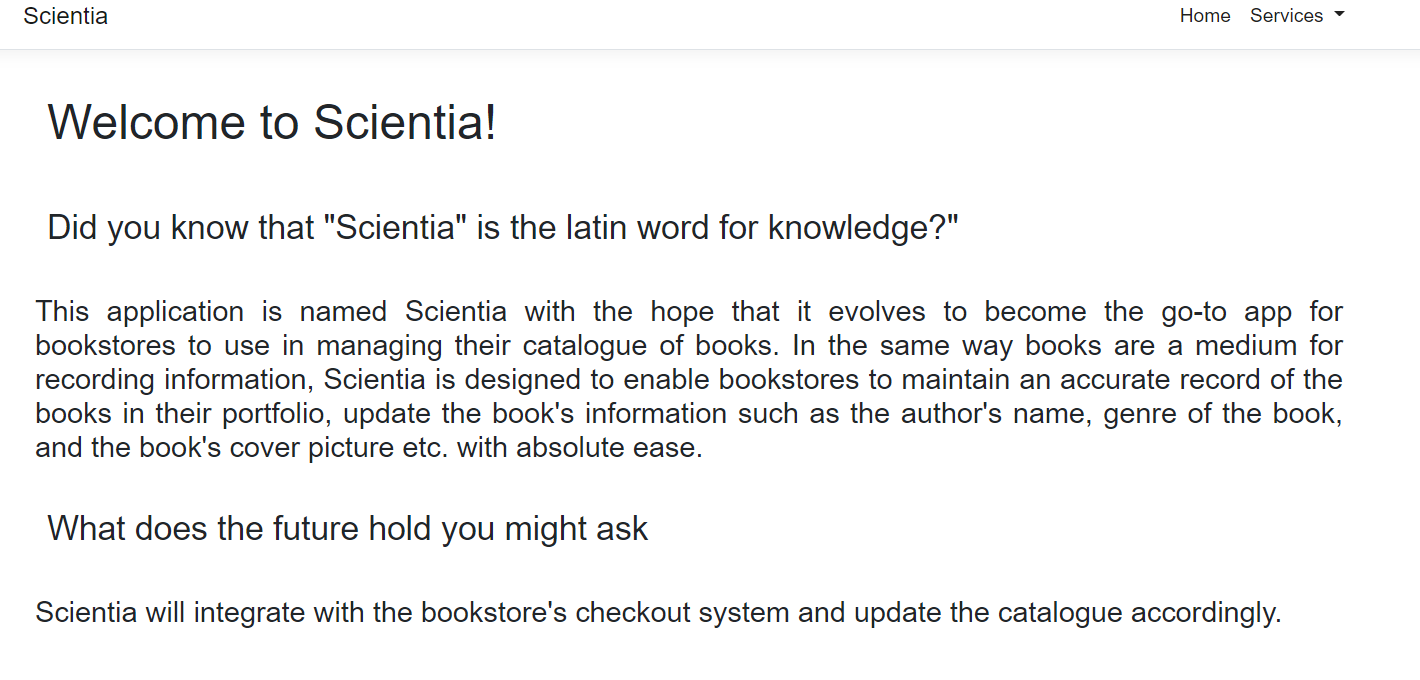 Scientia
Home Services
Welcome to Scientia!
Did you know that "Scientia" is the latin word for knowledge?"
This application is named Scientia with the hope that it evolves to become the go-to app for
bookstores to use in managing their catalogue of books. In the same way books are a medium for
recording information, Scientia is designed to enable bookstores to maintain an accurate record of the
books in their portfolio, update the book's information such as the author's name, genre of the book,
and the book's cover picture etc. with absolute ease.
What does the future hold you might ask
Scientia will integrate with the bookstore's checkout system and update the catalogue accordingly.